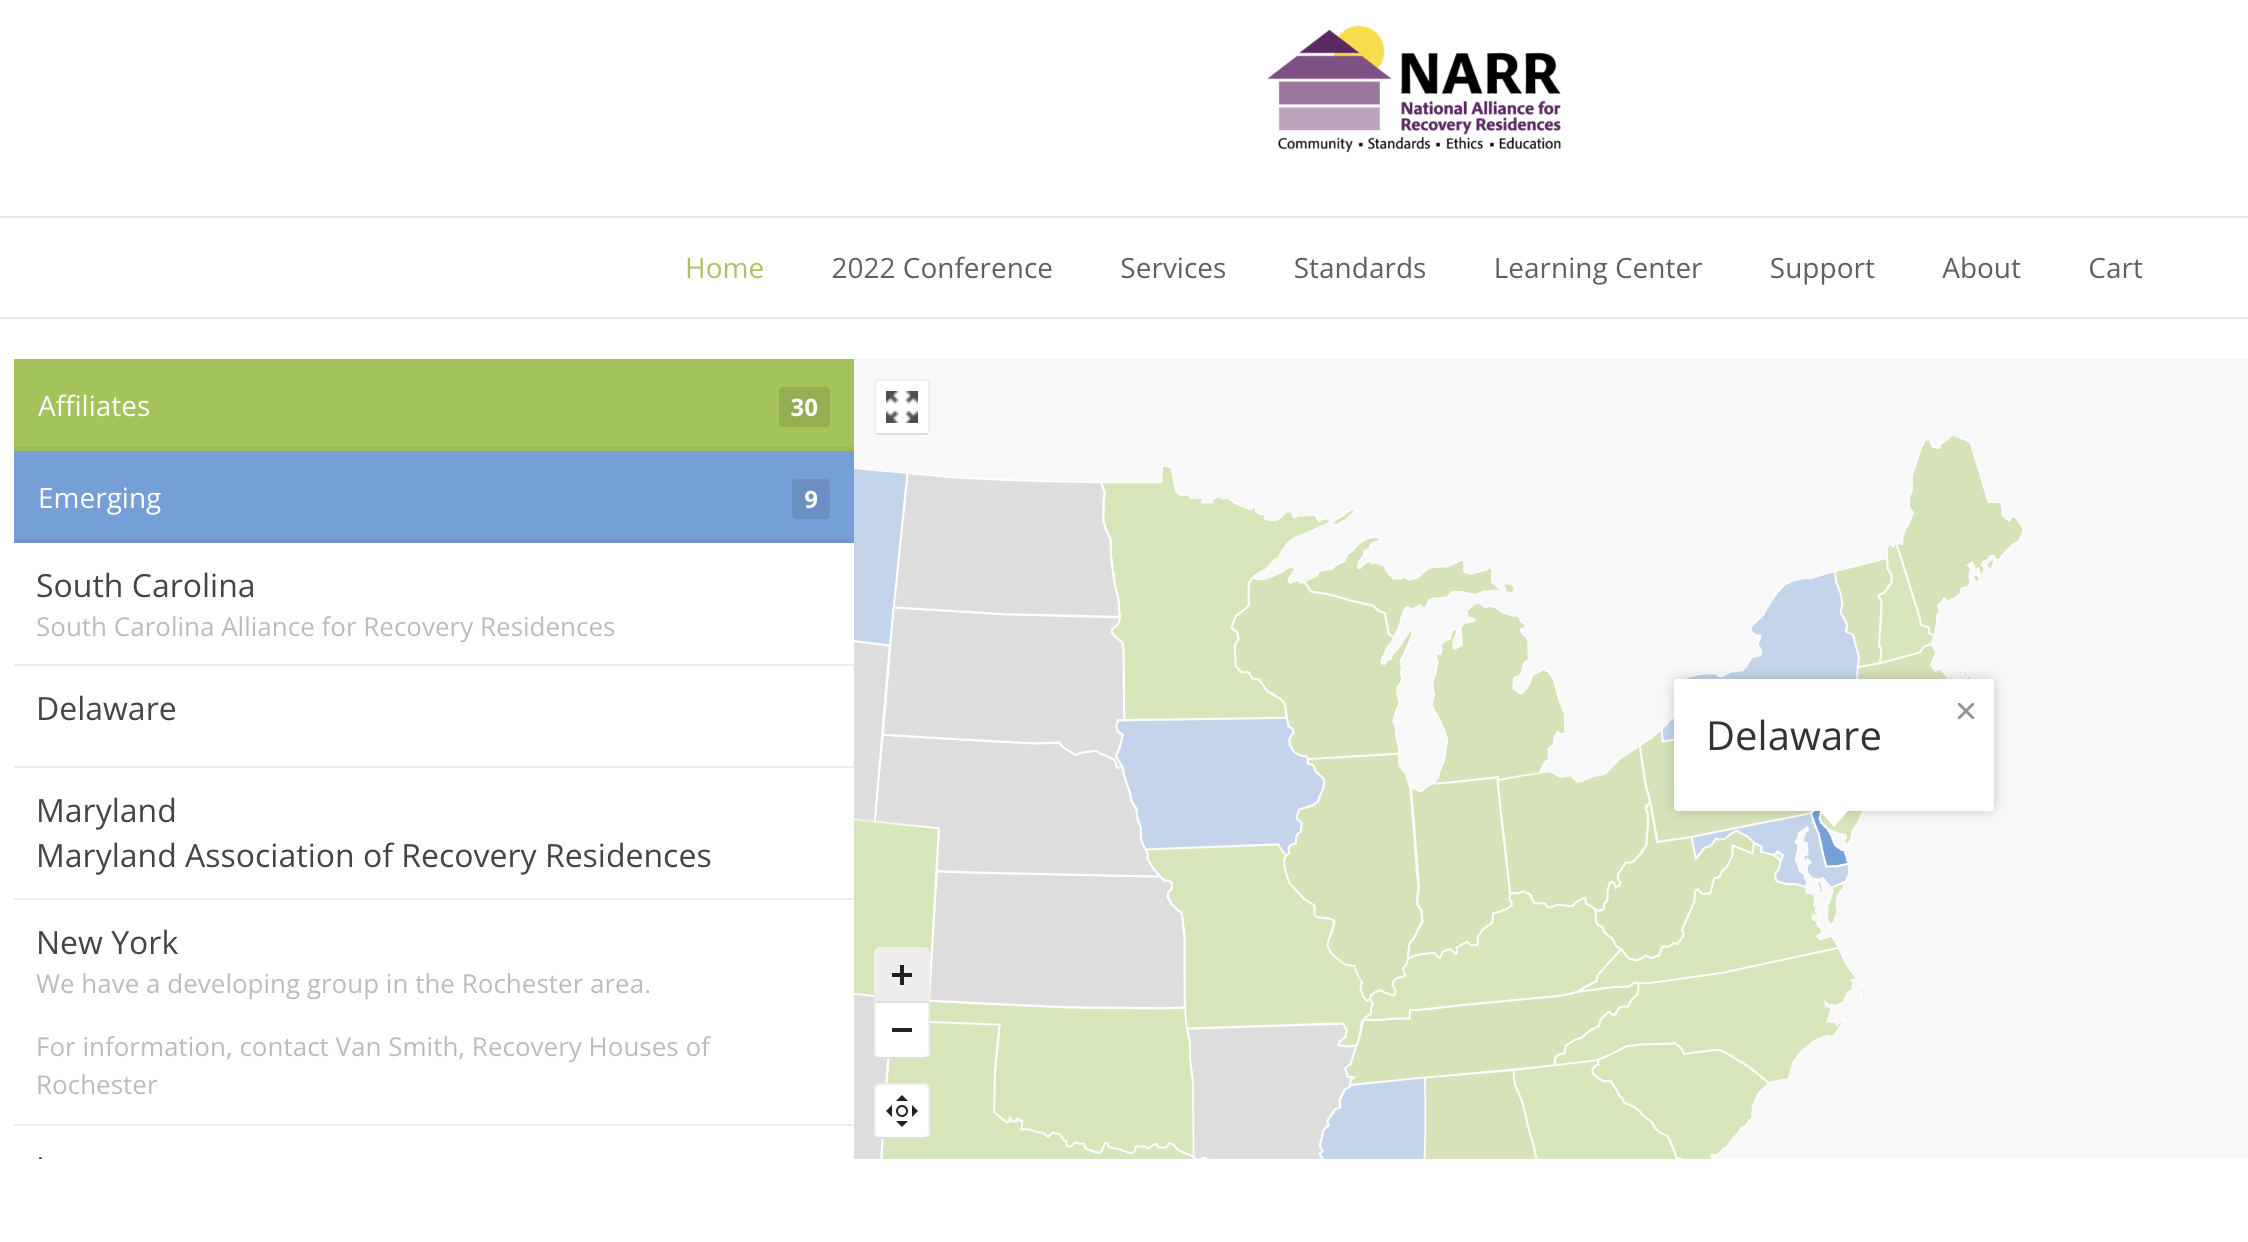 NARR
National Alliance for
Recovery Residences
Community ▪ Standards ▪ Ethics ▪ Education
Home 2022 Conference Services Standards Learning Center Support About Cart
Affiliates 30
Emerging 9
South Carolina
South Carolina Alliance for Recovery Residences
Delaware
Maryland
Maryland Association of Recovery Residences
New York
We have a developing group in the Rochester area.
For information, contact Van Smith, Recovery Houses of
Rochester
Delaware